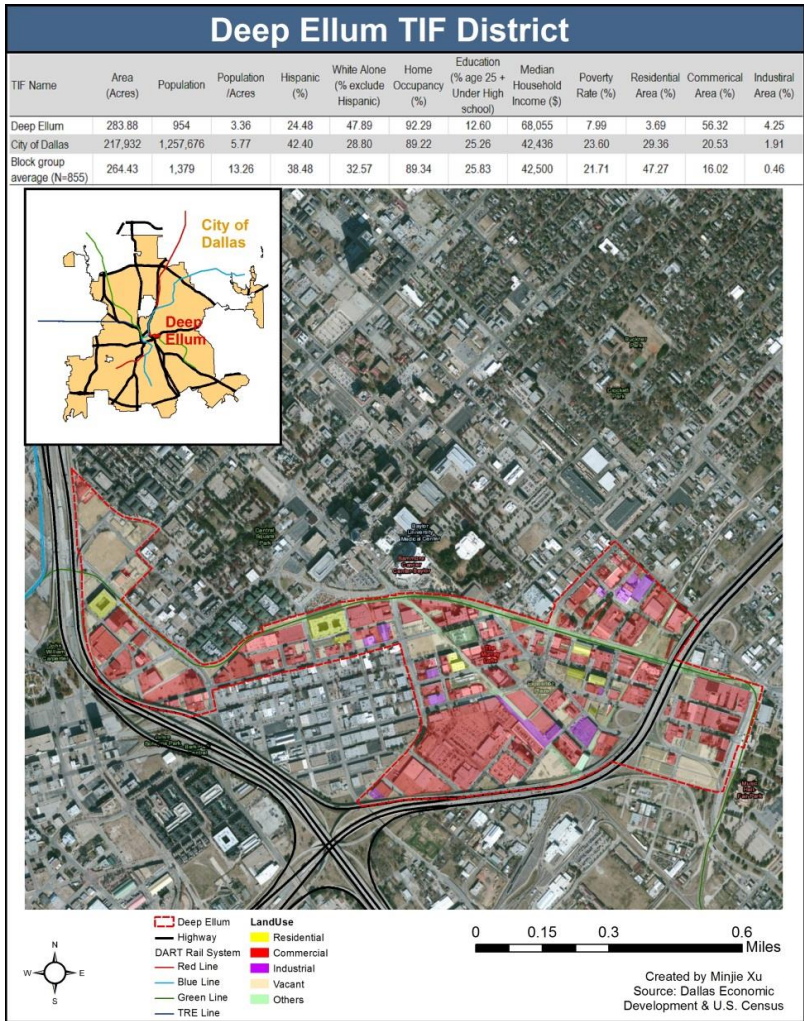 Deep Ellum TIF District
TIF Name Area (Acres) Population Population /Acres Hispanic (%) White Alone (% exclude Hispanic) Home Occupancy (%) Education (% age 25 + Under High school) Median Household Income ($) Poverty Rate (%) Residential Area (%) Commerical Area (%) Industiral Area (%)
Deep Ellum 283.88 954 3.36 24.48 47.89 92.29 12.60 68,055 7.99 3.69 56.32 4.25
City of Dallas 217,932 1,257,676 5.77 42.40 28.80 89.22 25.26 42,436 23.60 29.36 20.53 1.91
Block group average (N=855) 264.43 1,379 13.26 38.48 32.57 89.34 25.83 42,500 21.71 47.27 16.02 0.46
City of
Dallas
Deep
Ellum
Central
Square
Park
Baylor
University
Medical Center
Deep Ellum
Highway
DART Rail System
Red Line
Blue Line
Green Line
TRE Line
LandUse
Residential
Commercial
Industrial
Vacant
Others
N
W
E
S
0 0.15 0.3 0.6
Miles
Created by Minjie Xu
Source: Dallas Economic
Development & U.S. Census